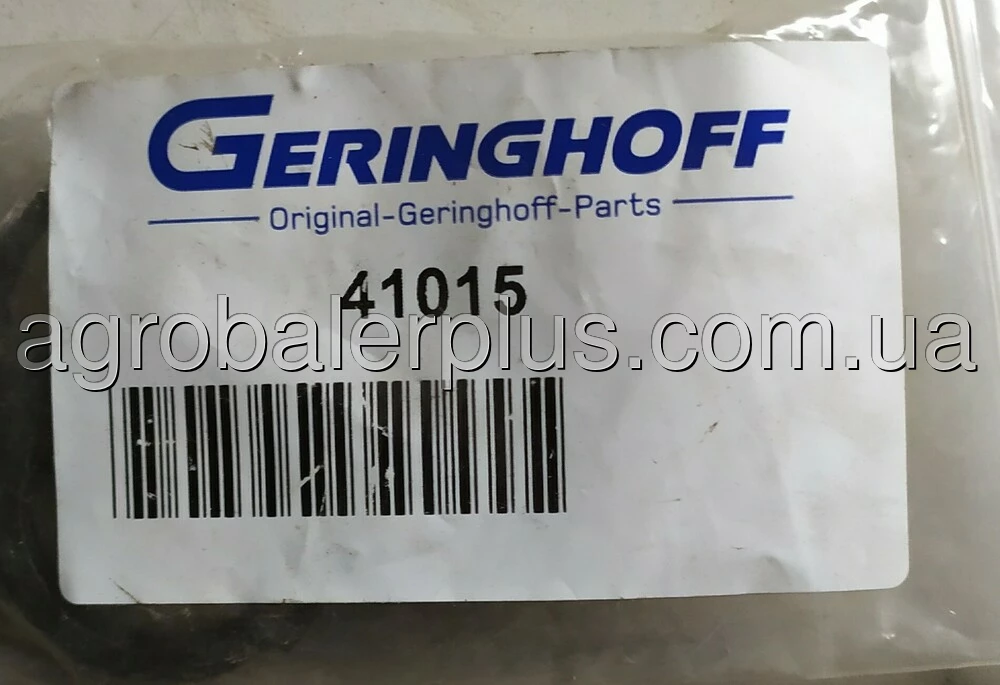 GERINGHOFF
Original-Geringhoff-Parts
41015
agrobalerplus.com.ua